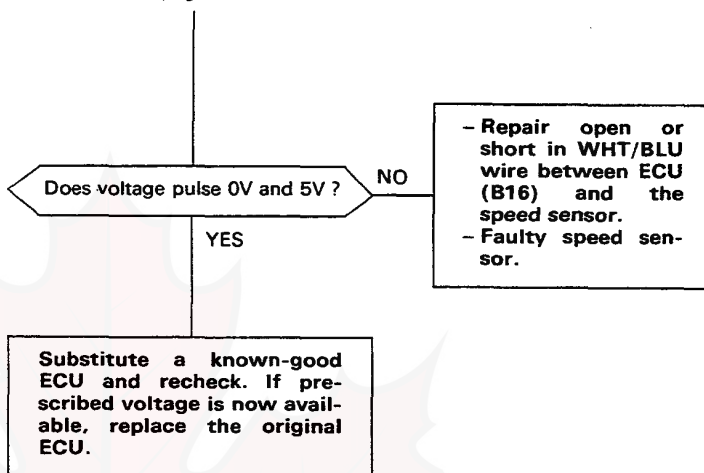 Does voltage pulse 0V and 5V ?
NO
– Repair open or
short in WHT/BLU
wire between ECU
(B16) and the
speed sensor.
– Faulty speed sen-
sor.
YES
Substitute a known-good
ECU and recheck. If pre-
scribed voltage is now avail-
able, replace the original
ECU.